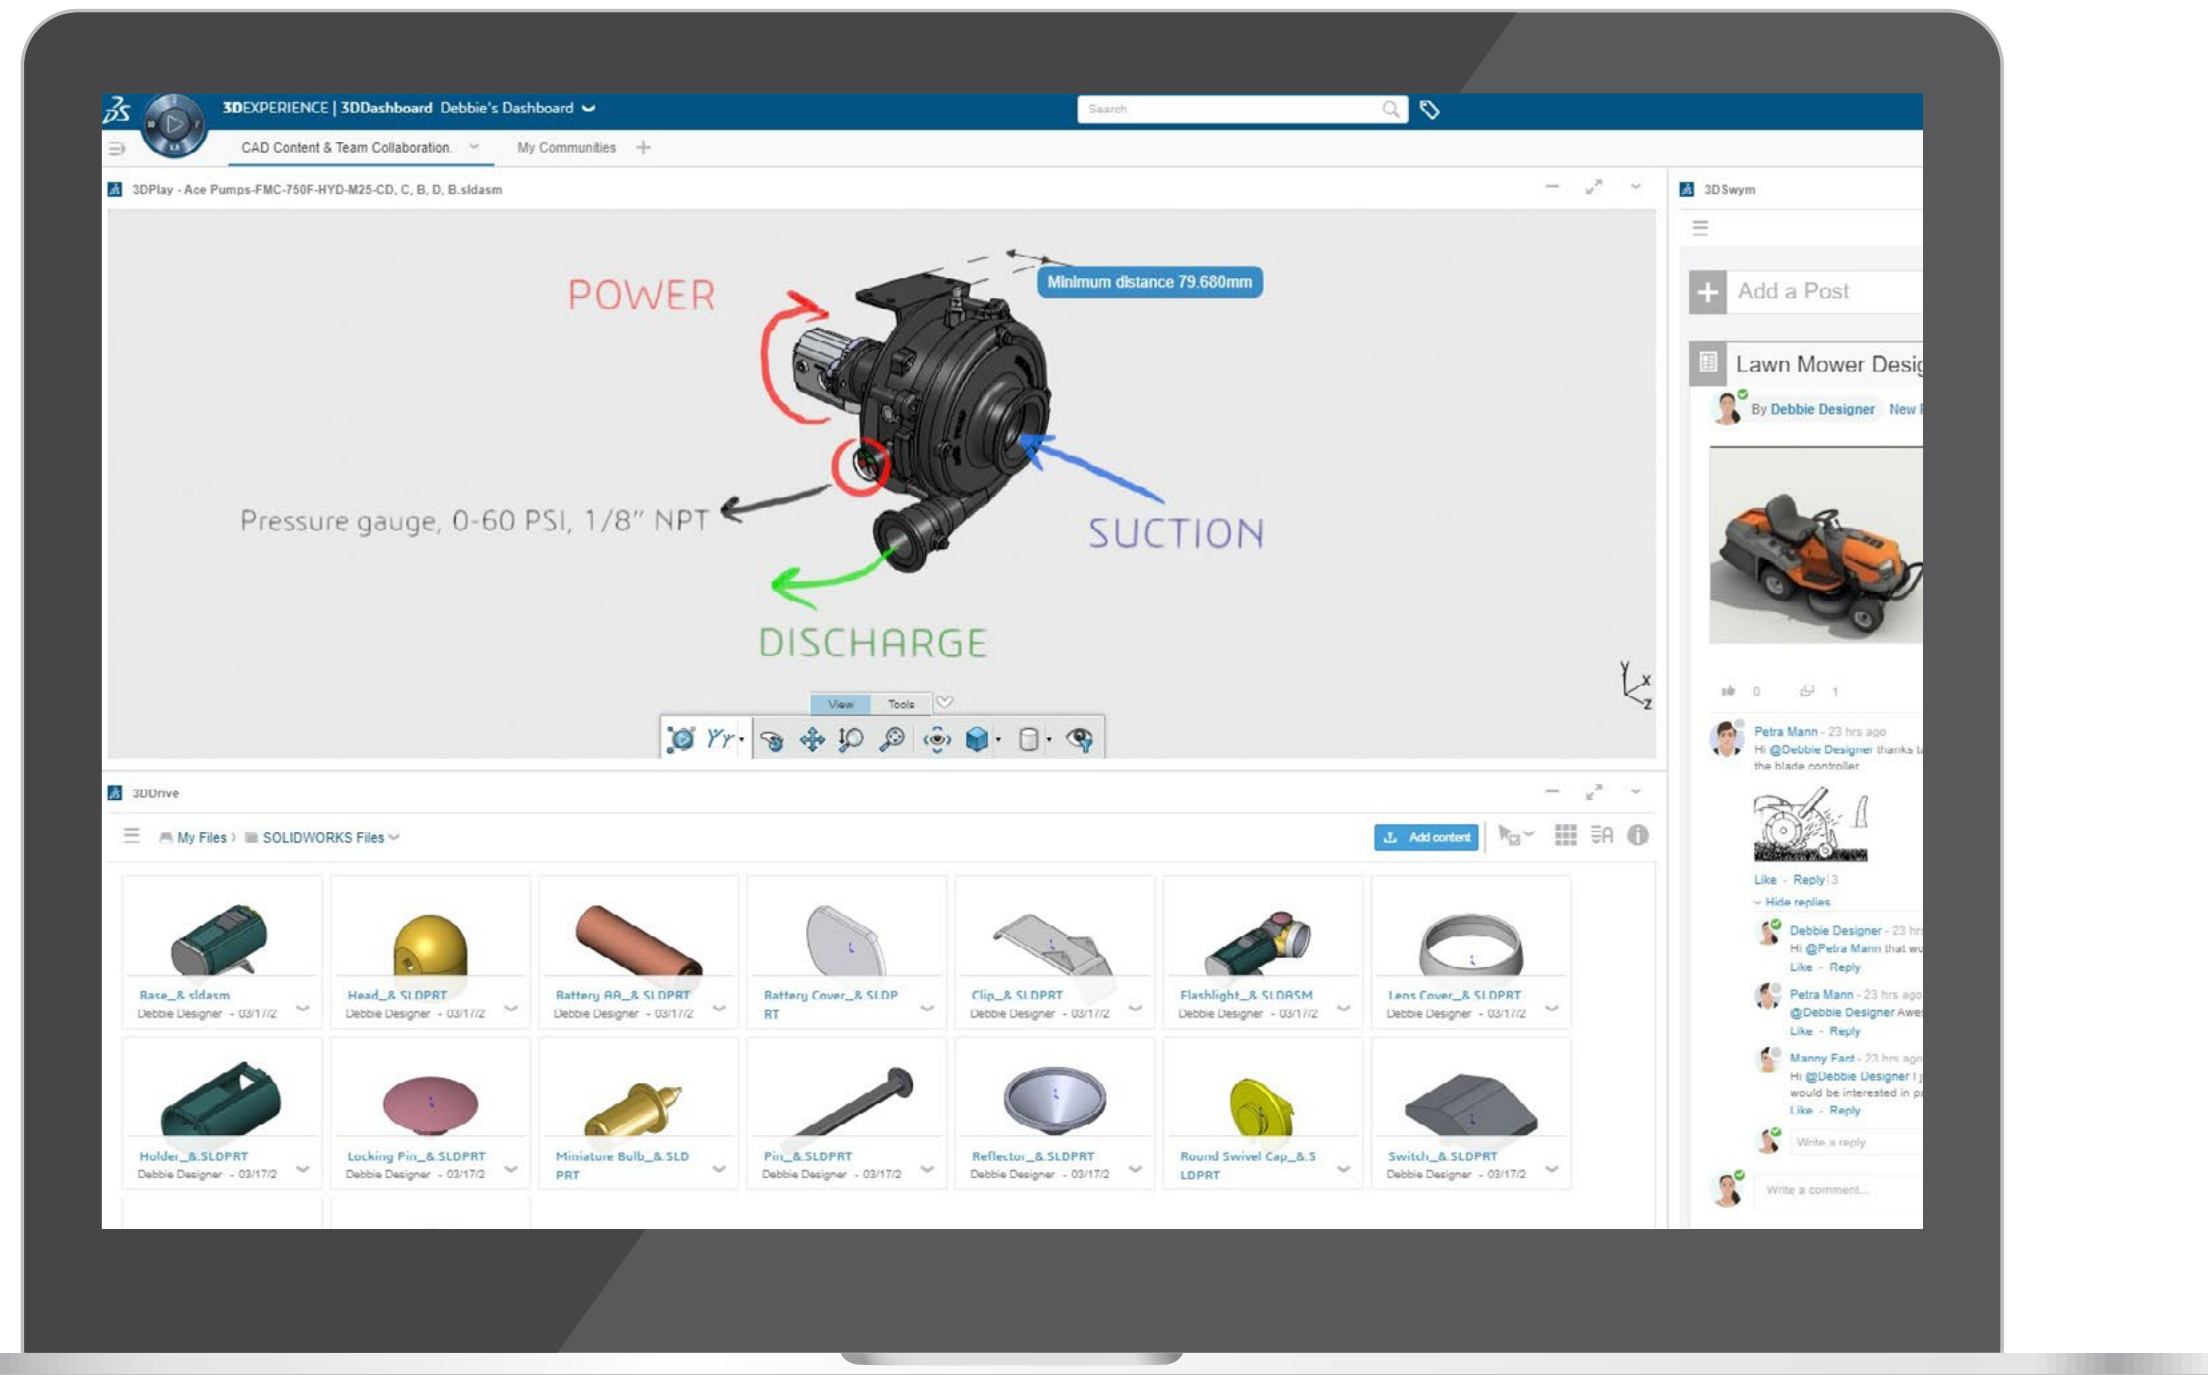 3DEXPERIENCE | 3DDashboard Debbie's Dashboard
Search
CAD Content & Team Collaboration.
My Communities
3DPlay - Ace Pumps-FMC-750F-HYD-M25-CD, C, B, D, B.sldasm
POWER
Minimum distance 79.680mm
Pressure gauge, 0-60 PSI, 1/8" NPT
SUCTION
DISCHARGE
Y
X
Z
View Tools
3DDrive
My Files
SOLIDWORKS Files
Add content
Base_&.sldasm
Debbie Designer - 03/17/2
Head_&.SLDPRT
Debbie Designer - 03/17/2
Battery AA_&.SLDPRT
Debbie Designer - 03/17/2
Battery Cover_&.SLDP
RT
Clip_&.SLDPRT
Debbie Designer - 03/17/2
Flashlight_&.SLDASM
Debbie Designer - 03/17/2
Lens Cover_&.SLDPRT
Debbie Designer - 03/17/2
Holder_&.SLDPRT
Debbie Designer - 03/17/2
Locking Pin_&.SLDPRT
Debbie Designer - 03/17/2
Miniature Bulb_&.SLD
PRT
Pin_&.SLDPRT
Debbie Designer - 03/17/2
Reflector_&.SLDPRT
Debbie Designer - 03/17/2
Round Swivel Cap_&.S
LDPRT
Switch_&.SLDPRT
Debbie Designer - 03/17/2
3DSwym
Add a Post
Lawn Mower Desig
By Debbie Designer New
0 1
Petra Mann - 23 hrs ago
Hi @Debbie Designer thanks
the blade controller
Like - Reply 3
Hide replies
Debbie Designer - 23 hrs
Hi @Petra Mann that
Like - Reply
Petra Mann - 23 hrs ago
@Debbie Designer
Like - Reply
Manny Fact - 23 hrs ago
Hi @Debbie Designer I
would be interested in
Like - Reply
Write a reply...
Write a comment...